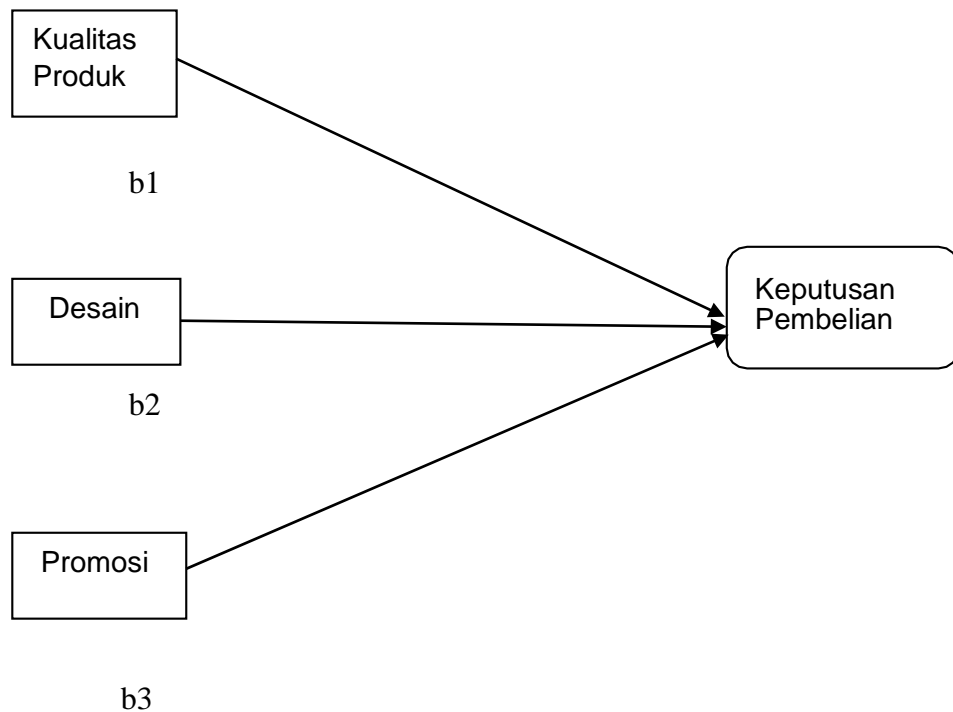 Kualitas
Produk
b1
Desain
b2
Promosi
b3
Keputusan
Pembelian